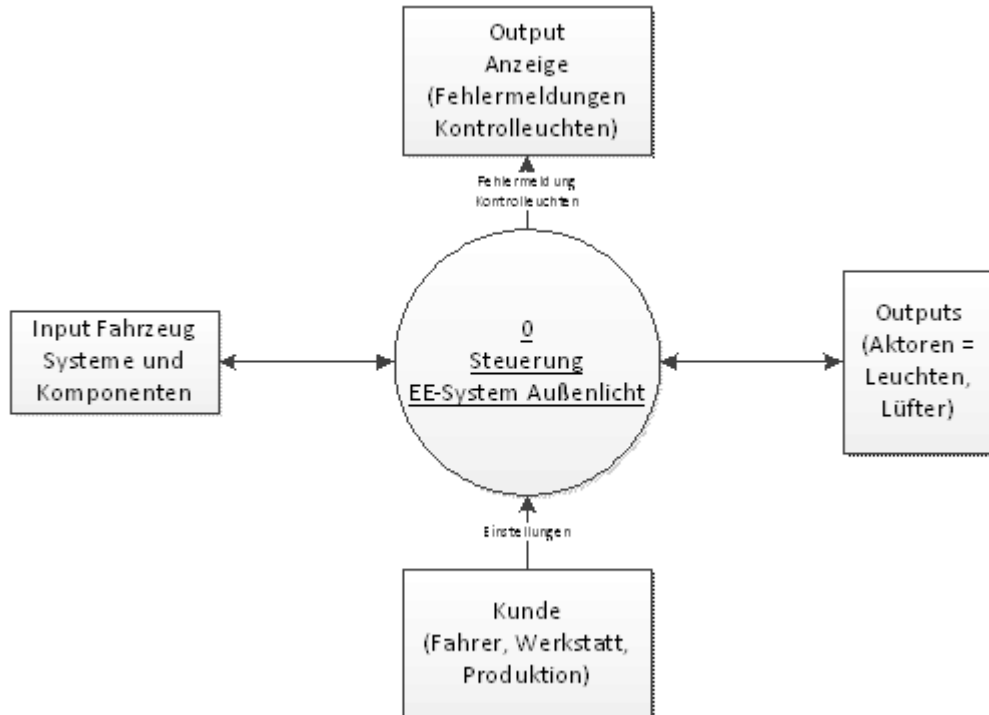 Output
Anzeige
(Fehlermeldungen
Kontrolleuchten)
Fehlermeldung
Kontrolleuchten
Input Fahrzeug
Systeme und
Komponenten
0
Steuerung
EE-System Außenlicht
Outputs
(Aktoren =
Leuchten,
Lüfter)
Einstellungen
Kunde
(Fahrer, Werkstatt,
Produktion)